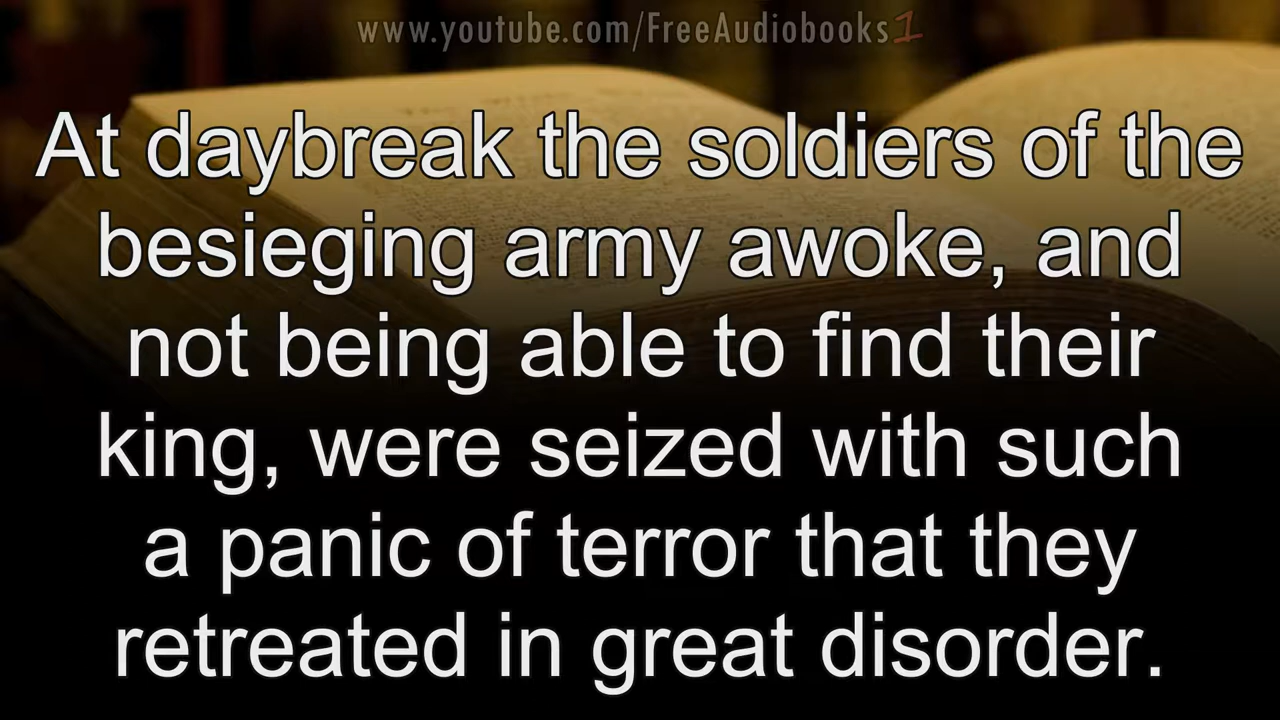 www.youtube.com/FreeAudiobooks1
At daybreak the soldiers of the
besieging army awoke, and
not being able to find their
king, were seized with such
a panic of terror that they
retreated in great disorder.